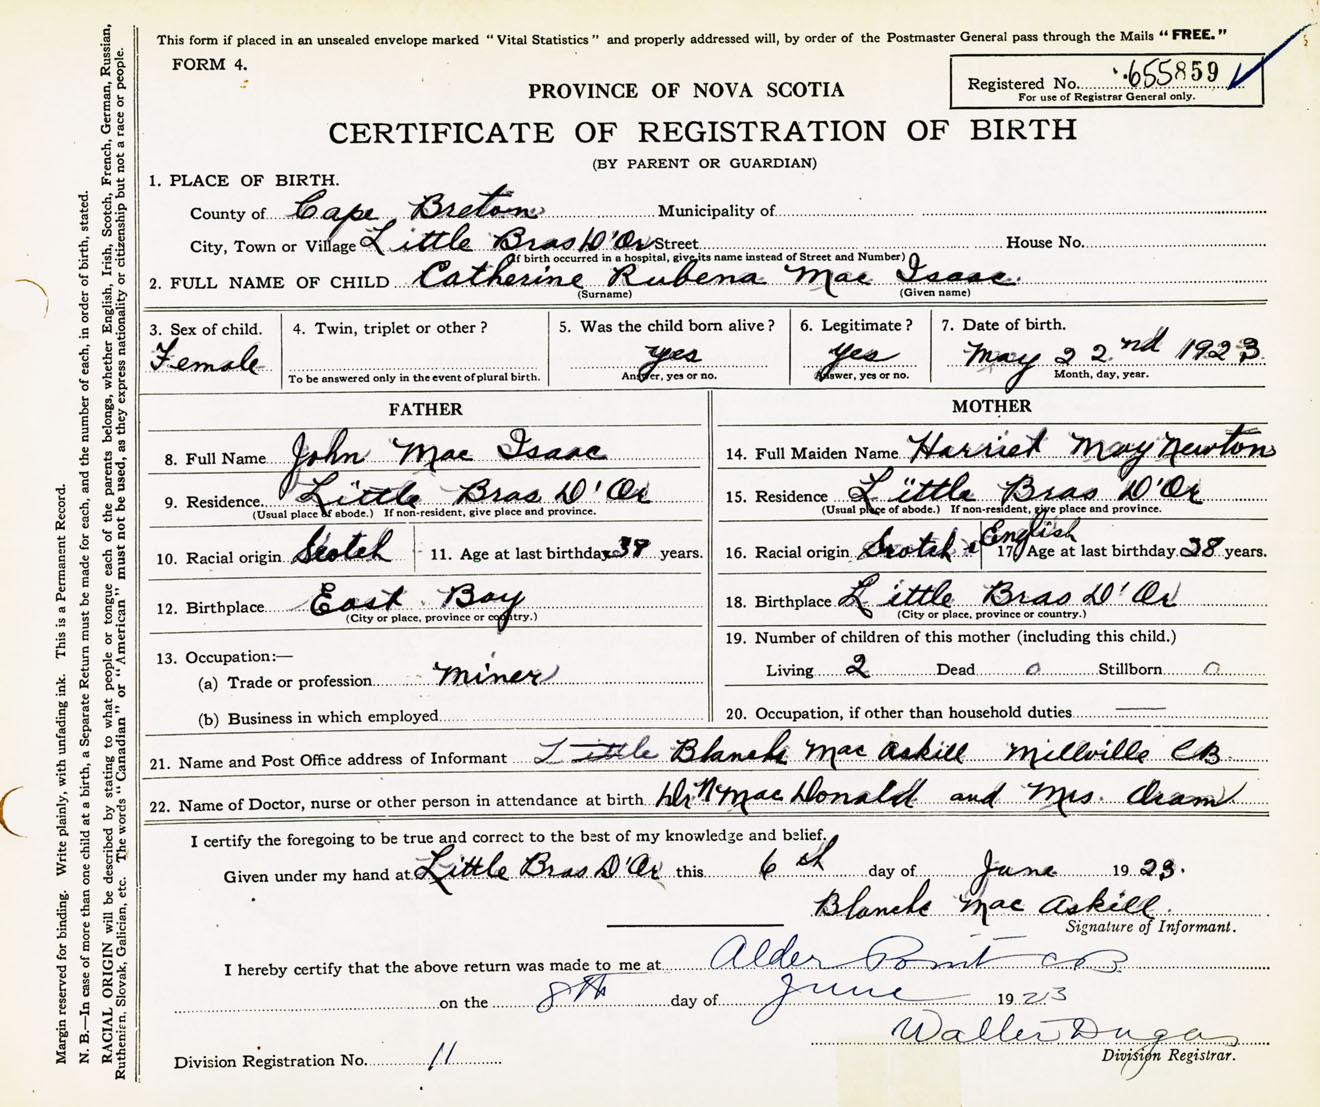 This form if placed in an unsealed envelope marked "Vital Statistics" and properly addressed will, by order of the Postmaster General pass through the Mails "FREE."
FORM 4.
Registered No. 655859
For use of Registrar General only.
PROVINCE OF NOVA SCOTIA
CERTIFICATE OF REGISTRATION OF BIRTH
(BY PARENT OR GUARDIAN)
1. PLACE OF BIRTH.
County of Cape Breton Municipality of
City, Town or Village Little Bras D'Or Street House No.
(If birth occurred in a hospital, give its name instead of Street and Number)
2. FULL NAME OF CHILD Catherine Rubena Mac Isaac
(Surname) (Given name)
3. Sex of child. Female
4. Twin, triplet or other?
To be answered only in the event of plural birth.
5. Was the child born alive? yes
Answer, yes or no.
6. Legitimate? yes
Answer, yes or no.
7. Date of birth. May 22nd 1923
Month, day, year.
FATHER
8. Full Name John Mac Isaac
9. Residence. Little Bras D'Or
(Usual place of abode.) If non-resident, give place and province.
10. Racial origin Scotch 11. Age at last birthday 38 years.
12. Birthplace East Bay
(City or place, province or country.)
13. Occupation:—
(a) Trade or profession miner
(b) Business in which employed
MOTHER
14. Full Maiden Name Harriet May Newton
15. Residence Little Bras D'Or
(Usual place of abode.) If non-resident, give place and province.
16. Racial origin Scotch & English 17. Age at last birthday. 38 years.
18. Birthplace Little Bras D'Or
(City or place, province or country.)
19. Number of children of this mother (including this child.)
Living 2 Dead 0 Stillborn 0
20. Occupation, if other than household duties ——
21. Name and Post Office address of Informant Little Blanche Mac Askill Millville CB
22. Name of Doctor, nurse or other person in attendance at birth Dr MacDonald and Mrs. Oram
I certify the foregoing to be true and correct to the best of my knowledge and belief.
Given under my hand at Little Bras D'Or this 6th day of June 1923.
Blanche Mac Askill
Signature of Informant.
I hereby certify that the above return was made to me at Alder Point CB
on the 8th day of June 1923
Walter Dugas
Division Registrar.
Division Registration No. 11
Margin reserved for binding. Write plainly, with unfading ink. This is a Permanent Record.
N. B.—In case of more than one child at a birth, a Separate Return must be made for each, and the number of each, in order of birth, stated.
RACIAL ORIGIN will be described by stating to what people or tongue each of the parents belongs, whether English, Irish, Scotch, French, German, Russian,
Ruthenian, Slovak, Galician, etc. The words "Canadian" or "American" must not be used, as they express nationality or citizenship but not a race or people.